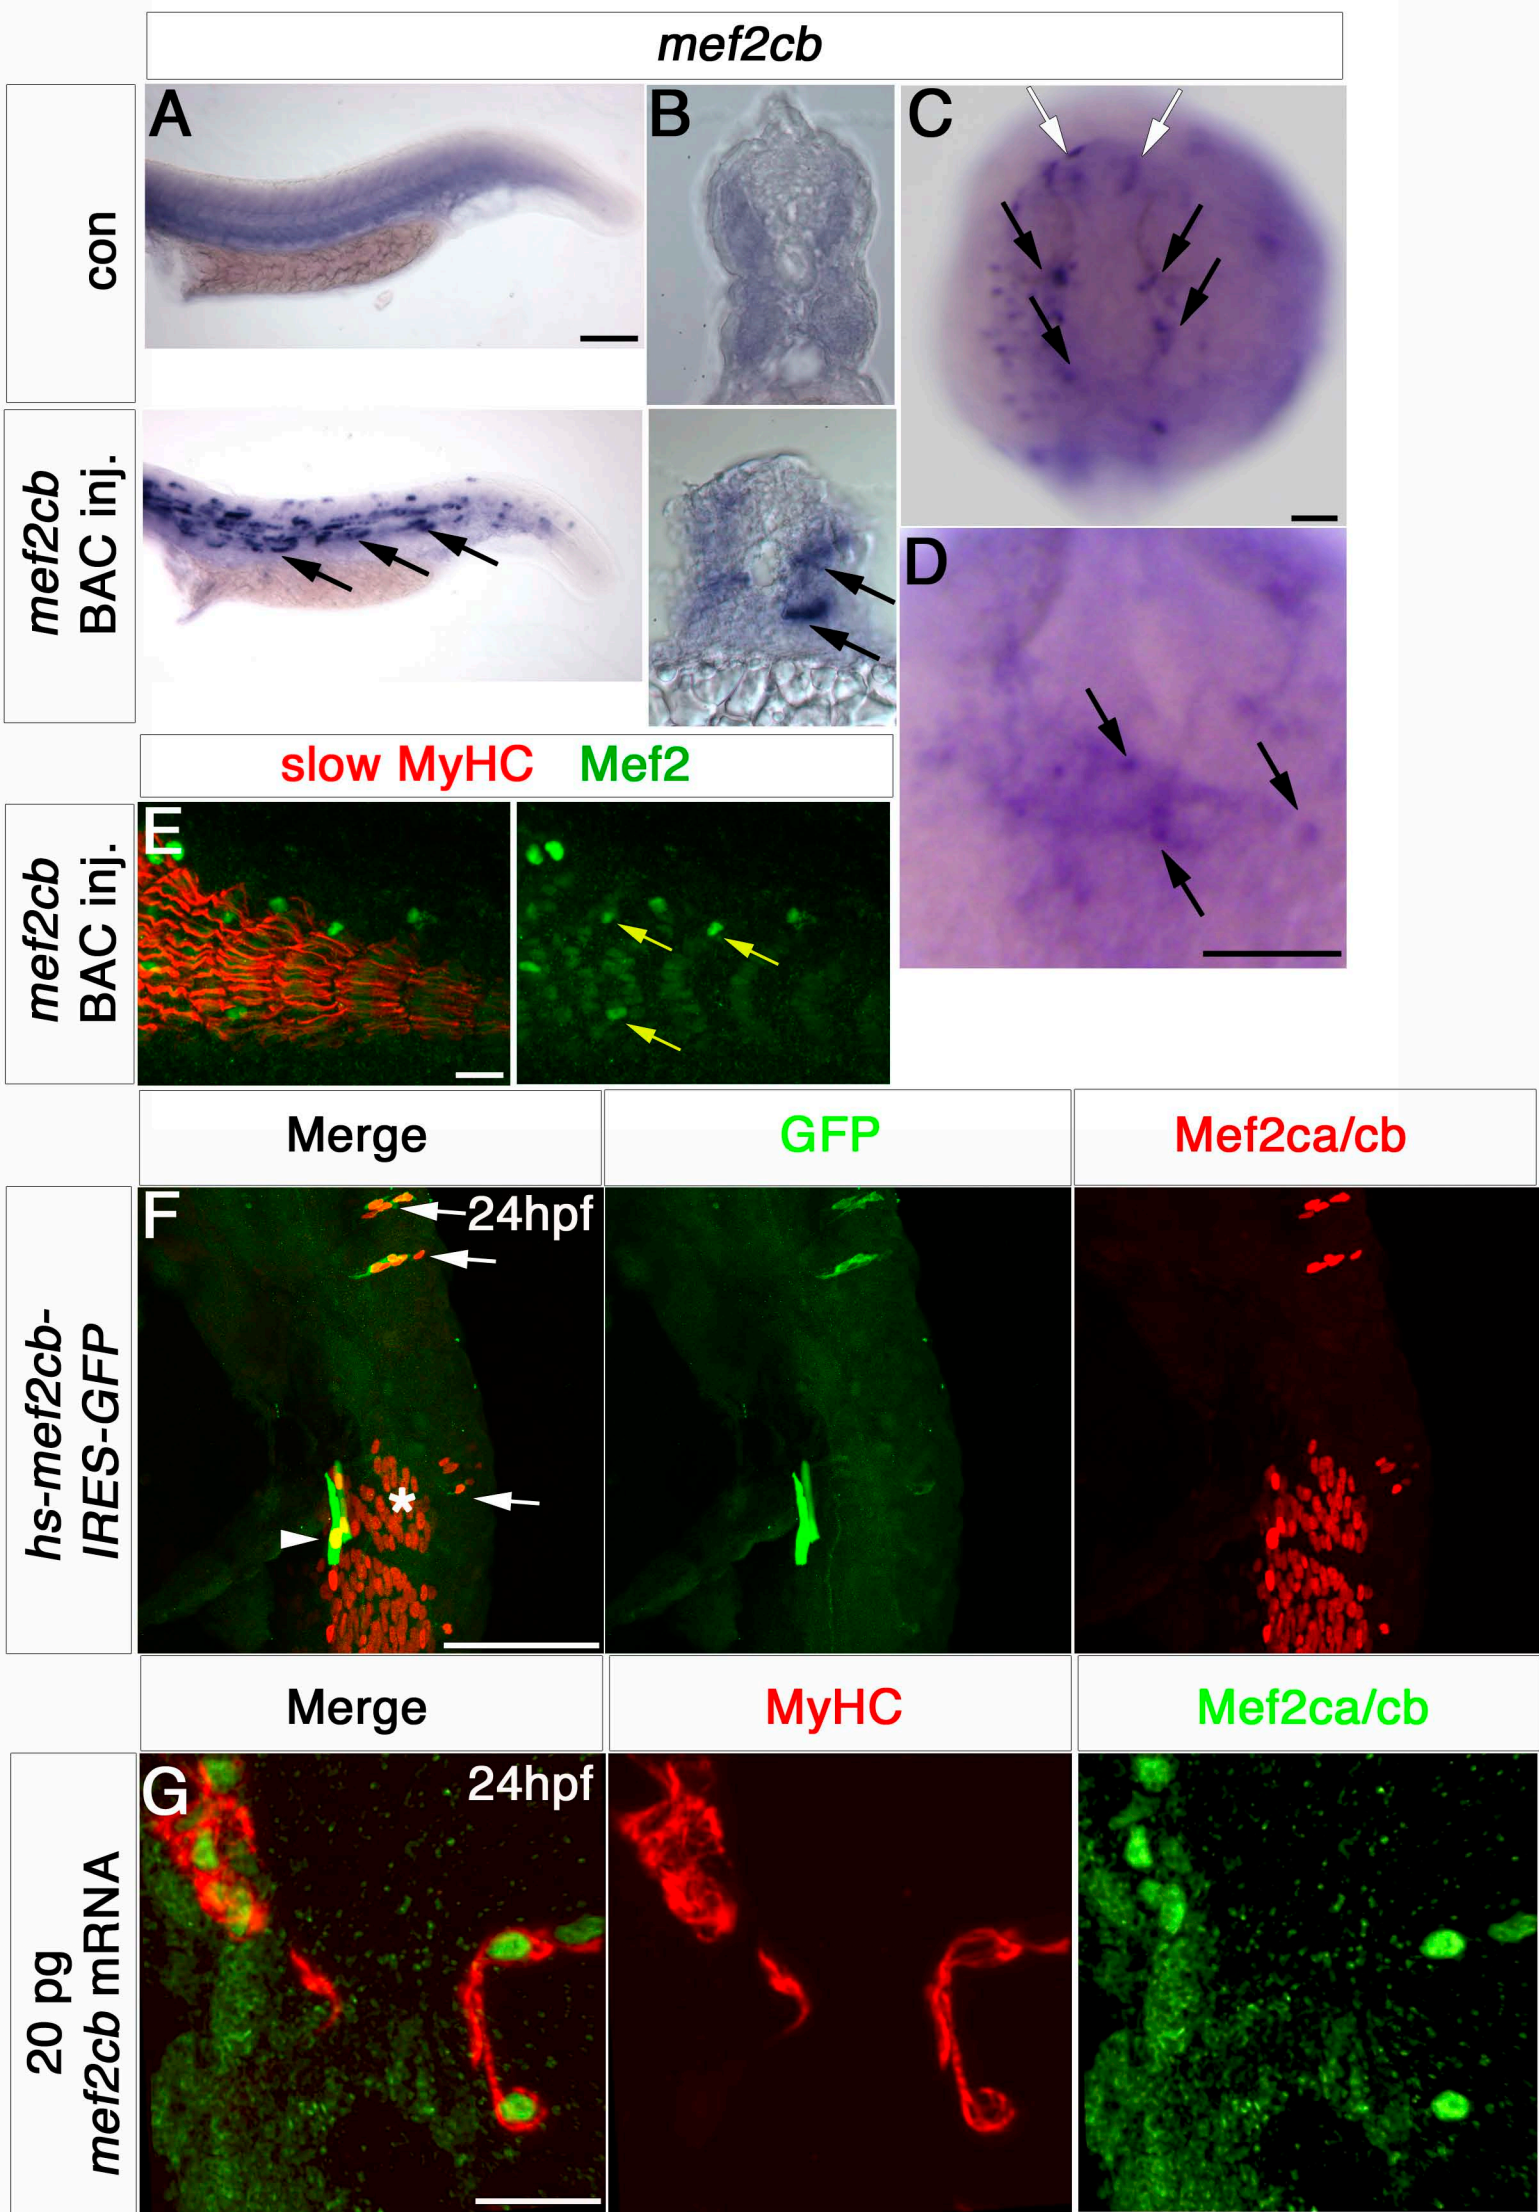 mef2cb
con
A
B
C
mef2cb
BAC inj.
D
slow MyHC Mef2
mef2cb
BAC inj.
E
Merge
GFP
Mef2ca/cb
hs-mef2cb-
IRES-GFP
F
24hpf
*
Merge
MyHC
Mef2ca/cb
20 pg
mef2cb mRNA
G
24hpf